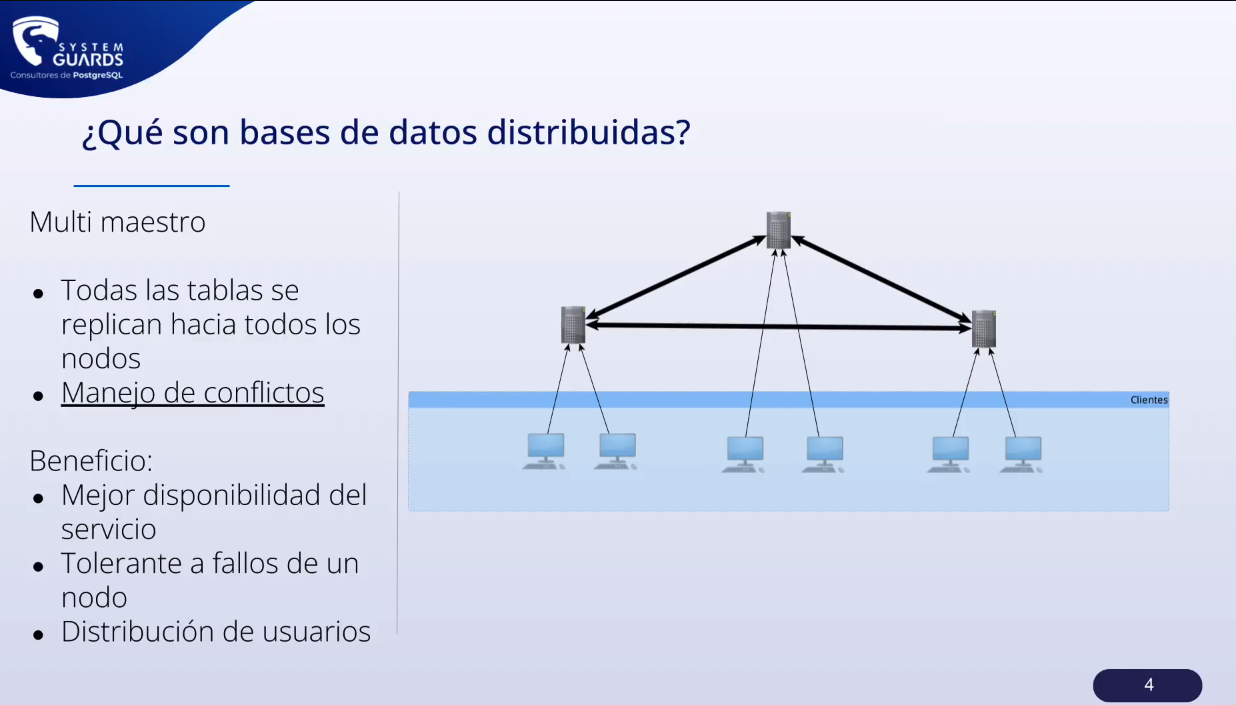 SYSTEM
GUARDS
Consultores de PostgreSQL
¿Qué son bases de datos distribuidas?
Multi maestro
● Todas las tablas se
replican hacia todos los
nodos
● Manejo de conflictos
Beneficio:
● Mejor disponibilidad del
servicio
● Tolerante a fallos de un
nodo
● Distribución de usuarios
Clientes
4